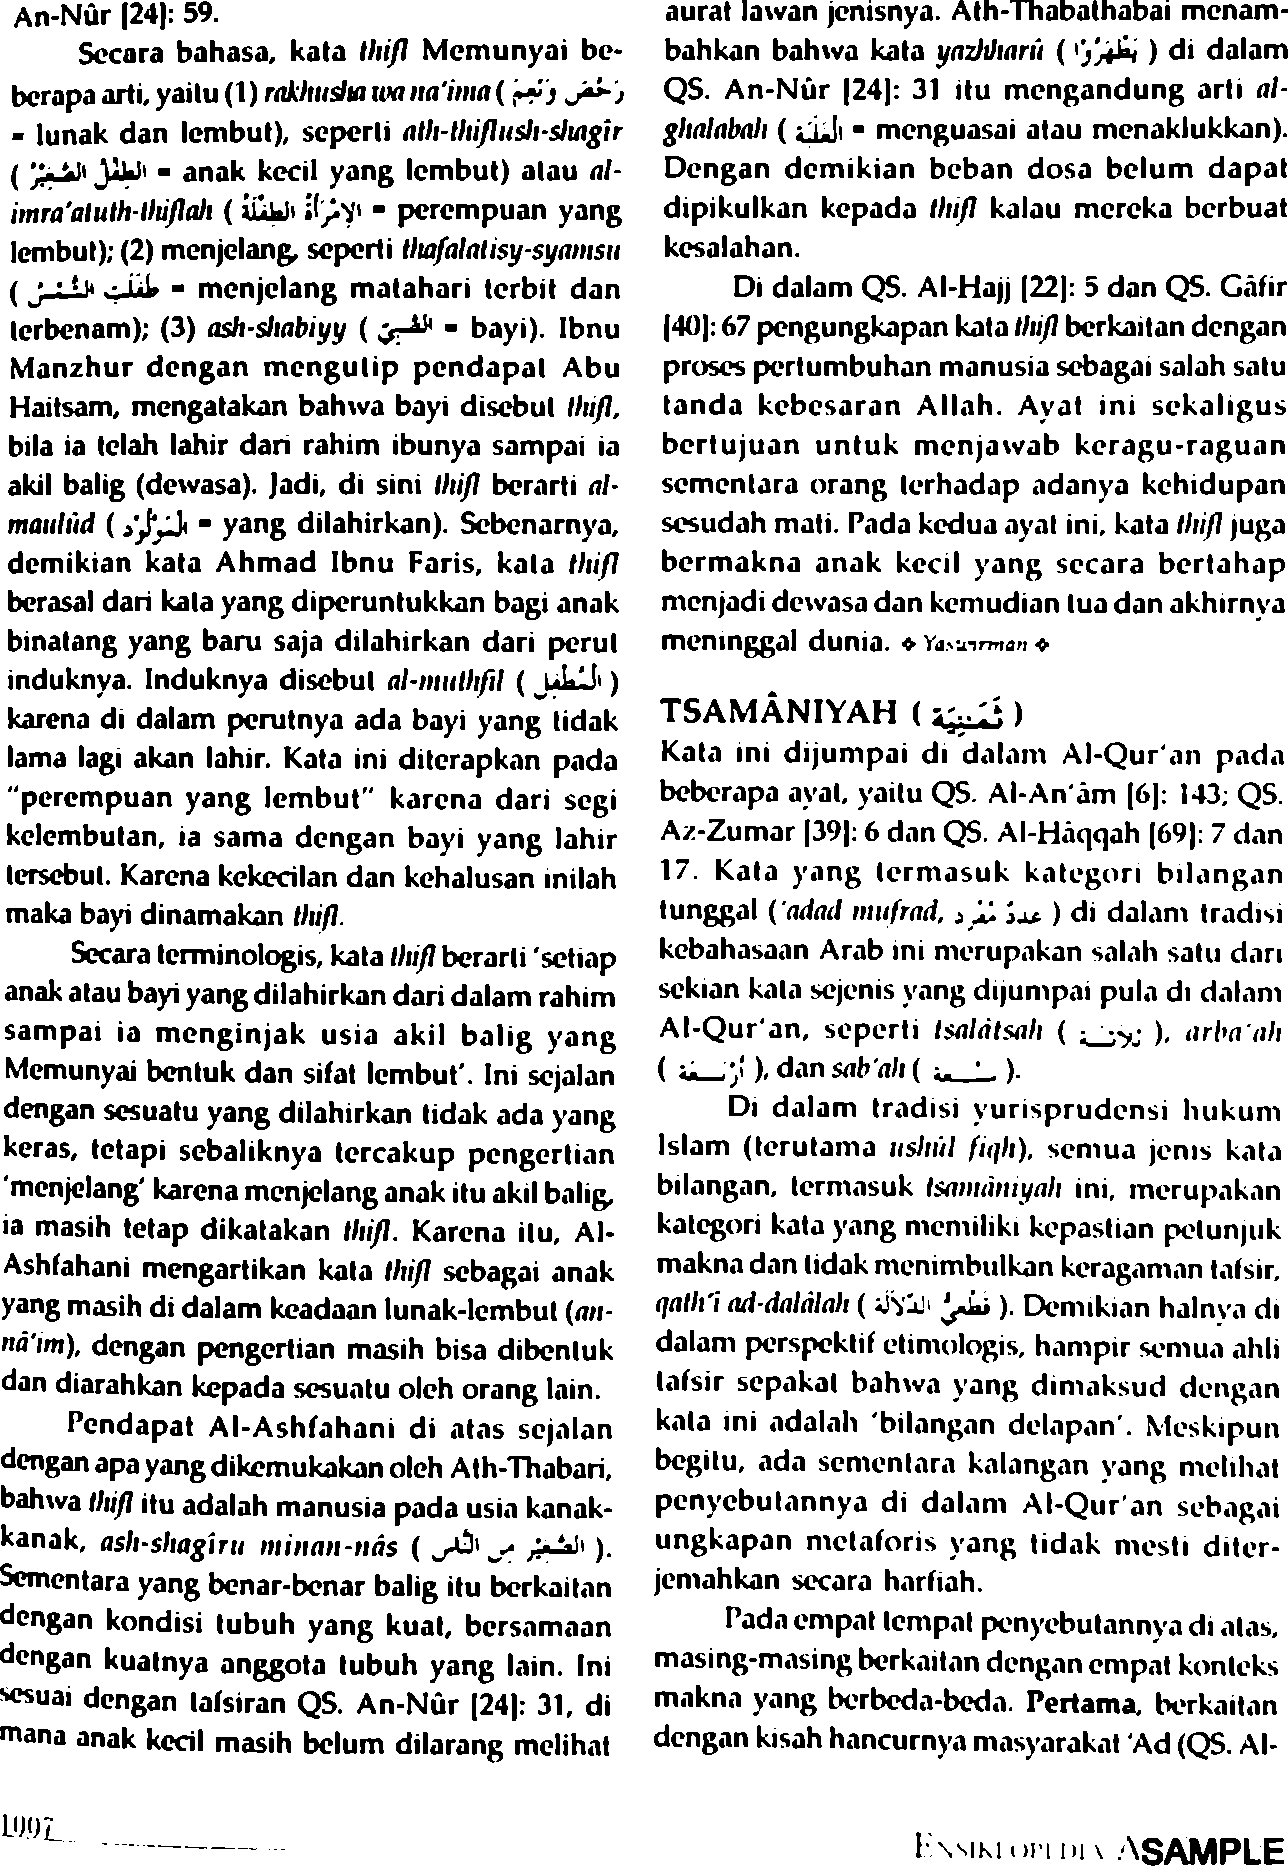 An-Nûr [24]: 59.
Secara bahasa, kata thifl Memunyai be-
berapa arti, yaitu (1) rakhusha wa na'ima ( رَخُصَ وَنَعِمَ
= lunak dan lembut), seperti ath-thiflush-shagîr
( الطِّفْلُ الصَّغِيْرُ = anak kecil yang lembut) atau al-
imra'atuth-thiflah ( الاِمْرَأَةُ الطِّفْلَةُ = perempuan yang
lembut); (2) menjelang, seperti thafalatisy-syamsu
( طَفَلَتِ الشَّمْسُ = menjelang matahari terbit dan
terbenam); (3) ash-shabiyy ( الصَّبِيّ = bayi). Ibnu
Manzhur dengan mengutip pendapat Abu
Haitsam, mengatakan bahwa bayi disebut thifl,
bila ia telah lahir dari rahim ibunya sampai ia
akil balig (dewasa). Jadi, di sini thifl berarti al-
maulûd ( الْمَوْلُوْد = yang dilahirkan). Sebenarnya,
demikian kata Ahmad Ibnu Faris, kata thifl
berasal dari kata yang diperuntukkan bagi anak
binatang yang baru saja dilahirkan dari perut
induknya. Induknya disebut al-muthfil ( الْمُطْفِل )
karena di dalam perutnya ada bayi yang tidak
lama lagi akan lahir. Kata ini diterapkan pada
"perempuan yang lembut" karena dari segi
kelembutan, ia sama dengan bayi yang lahir
tersebut. Karena kekecilan dan kehalusan inilah
maka bayi dinamakan thifl.
Secara terminologis, kata thifl berarti 'setiap
anak atau bayi yang dilahirkan dari dalam rahim
sampai ia menginjak usia akil balig yang
Memunyai bentuk dan sifat lembut'. Ini sejalan
dengan sesuatu yang dilahirkan tidak ada yang
keras, tetapi sebaliknya tercakup pengertian
'menjelang' karena menjelang anak itu akil balig,
ia masih tetap dikatakan thifl. Karena itu, Al-
Ashfahani mengartikan kata thifl sebagai anak
yang masih di dalam keadaan lunak-lembut (an-
nâ'im), dengan pengertian masih bisa dibentuk
dan diarahkan kepada sesuatu oleh orang lain.
Pendapat Al-Ashfahani di atas sejalan
dengan apa yang dikemukakan oleh Ath-Thabari,
bahwa thifl itu adalah manusia pada usia kanak-
kanak, ash-shagîru minan-nâs ( الصَّغِيْرُ مِنَ النَّاس ).
Sementara yang benar-benar balig itu berkaitan
dengan kondisi tubuh yang kuat, bersamaan
dengan kuatnya anggota tubuh yang lain. Ini
sesuai dengan tafsiran QS. An-Nûr [24]: 31, di
mana anak kecil masih belum dilarang melihat
aurat lawan jenisnya. Ath-Thabathabai menam-
bahkan bahwa kata yazhharû ( يَظْهَرُوْا ) di dalam
QS. An-Nûr [24]: 31 itu mengandung arti al-
ghalabah ( الْغَلَبَة = menguasai atau menaklukkan).
Dengan demikian beban dosa belum dapat
dipikulkan kepada thifl kalau mereka berbuat
kesalahan.
Di dalam QS. Al-Hajj [22]: 5 dan QS. Gâfir
[40]: 67 pengungkapan kata thifl berkaitan dengan
proses pertumbuhan manusia sebagai salah satu
tanda kebesaran Allah. Ayat ini sekaligus
bertujuan untuk menjawab keragu-raguan
sementara orang terhadap adanya kehidupan
sesudah mati. Pada kedua ayat ini, kata thifl juga
bermakna anak kecil yang secara bertahap
menjadi dewasa dan kemudian tua dan akhirnya
meninggal dunia. ❖ Yasunrman ❖
TSAMÂNIYAH ( ثَمَٰنِيَة )
Kata ini dijumpai di dalam Al-Qur'an pada
beberapa ayat, yaitu QS. Al-An'âm [6]: 143; QS.
Az-Zumar [39]: 6 dan QS. Al-Hâqqah [69]: 7 dan
17. Kata yang termasuk kategori bilangan
tunggal ('adad mufrad, عَدَدٌ مُفْرَد ) di dalam tradisi
kebahasaan Arab ini merupakan salah satu dari
sekian kata sejenis yang dijumpai pula di dalam
Al-Qur'an, seperti tsalâtsah ( ثَلاَثَة ), arba'ah
( أَرْبَعَة ), dan sab'ah ( سَبْعَة ).
Di dalam tradisi yurisprudensi hukum
Islam (terutama ushûl fiqh), semua jenis kata
bilangan, termasuk tsamâniyah ini, merupakan
kategori kata yang memiliki kepastian petunjuk
makna dan tidak menimbulkan keragaman tafsir,
qath'î ad-dalâlah ( قَطْعِيُّ الدَّلاَلَة ). Demikian halnya di
dalam perspektif etimologis, hampir semua ahli
tafsir sepakat bahwa yang dimaksud dengan
kata ini adalah 'bilangan delapan'. Meskipun
begitu, ada sementara kalangan yang melihat
penyebutannya di dalam Al-Qur'an sebagai
ungkapan metaforis yang tidak mesti diter-
jemahkan secara harfiah.
Pada empat tempat penyebutannya di atas,
masing-masing berkaitan dengan empat konteks
makna yang berbeda-beda. Pertama, berkaitan
dengan kisah hancurnya masyarakat 'Ad (QS. Al-
1007
ENSIKLOPEDIA ASAMPLE